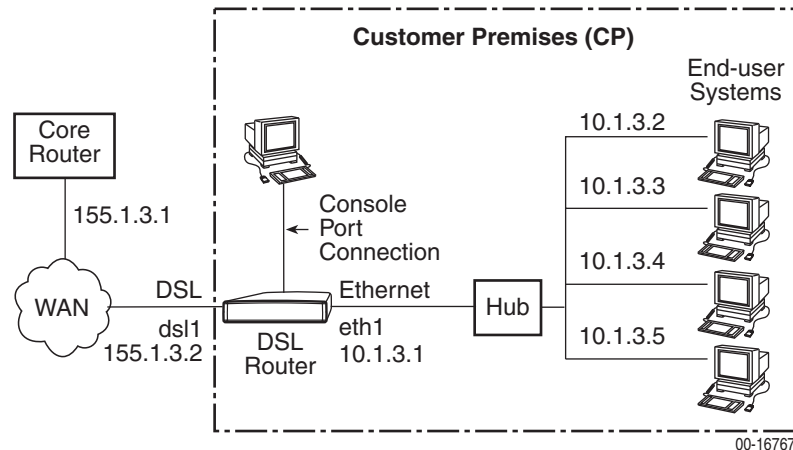 Customer Premises (CP)
End-user
Systems
Core
Router
155.1.3.1
WAN
DSL
dsl1
155.1.3.2
Console
Port
Connection
DSL
Router
Ethernet
eth1
10.1.3.1
Hub
10.1.3.2
10.1.3.3
10.1.3.4
10.1.3.5
00-16767